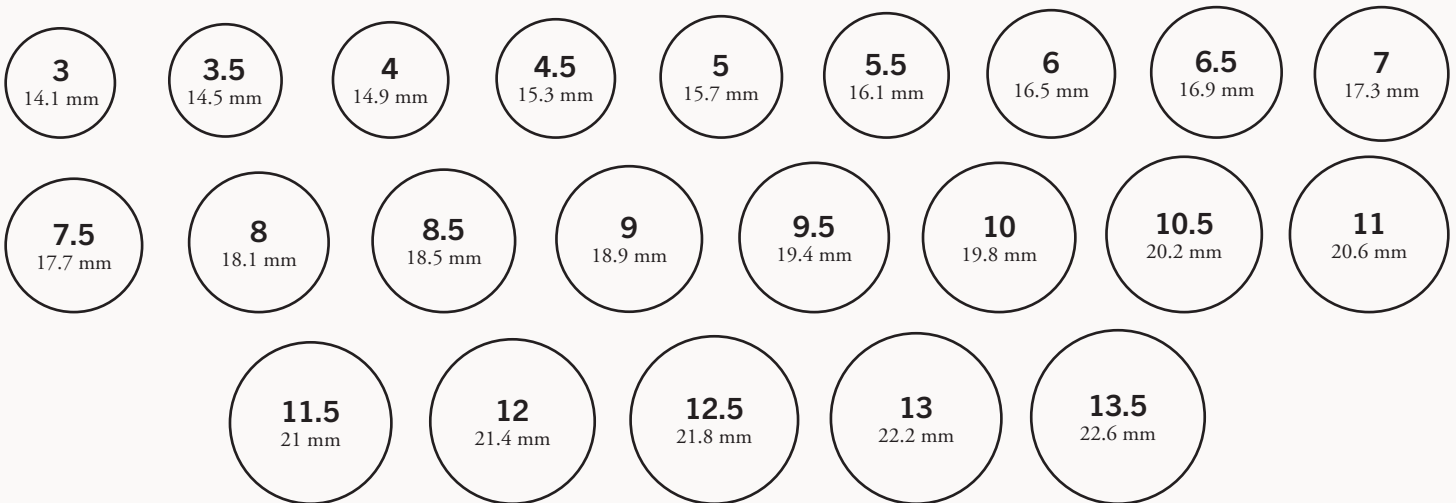 3
14.1 mm
3.5
14.5 mm
4
14.9 mm
4.5
15.3 mm
5
15.7 mm
5.5
16.1 mm
6
16.5 mm
6.5
16.9 mm
7
17.3 mm
7.5
17.7 mm
8
18.1 mm
8.5
18.5 mm
9
18.9 mm
9.5
19.4 mm
10
19.8 mm
10.5
20.2 mm
11
20.6 mm
11.5
21 mm
12
21.4 mm
12.5
21.8 mm
13
22.2 mm
13.5
22.6 mm